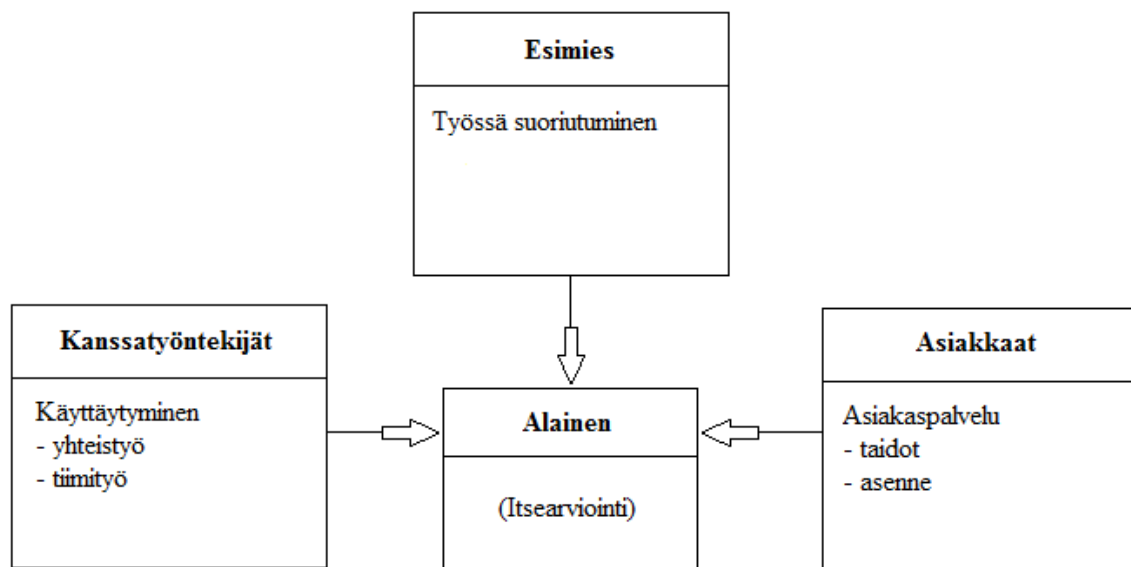 Esimies
Työssä suoriutuminen
Kanssatyöntekijät
Käyttäytyminen
- yhteistyö
- tiimityö
Alainen
(Itsearviointi)
Asiakkaat
Asiakaspalvelu
- taidot
- asenne